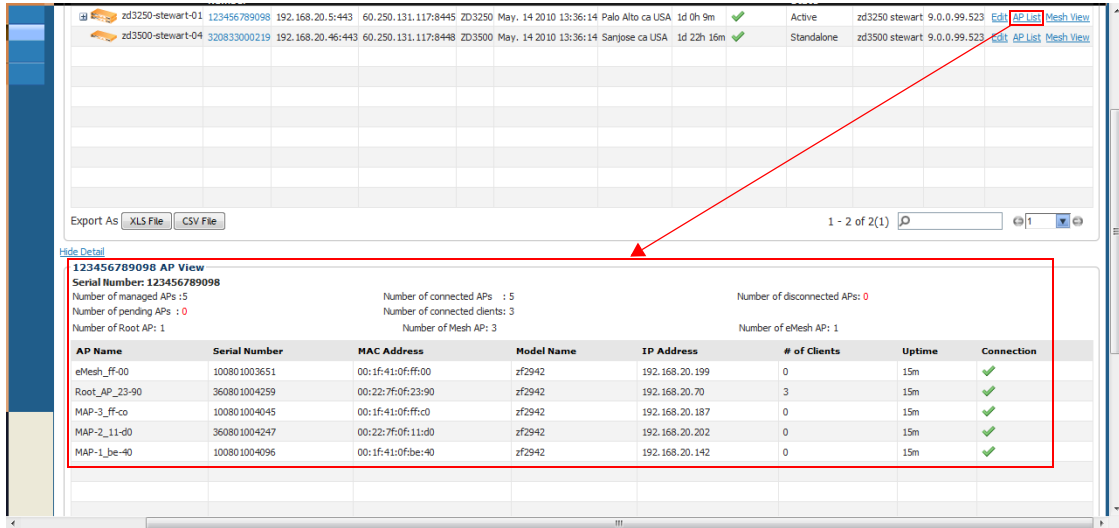 zd3250-stewart-01 123456789098 192.168.20.5:443 60.250.131.117:8445 ZD3250 May. 14 2010 13:36:14 Palo Alto ca USA 1d 0h 9m Active zd3250 stewart 9.0.0.99.523 Edit AP List Mesh View
zd3500-stewart-04 320833000219 192.168.20.46:443 60.250.131.117:8448 ZD3500 May. 14 2010 13:36:14 Sanjose ca USA 1d 22h 16m Standalone zd3500 stewart 9.0.0.99.523 Edit AP List Mesh View
Export As XLS File CSV File 1 - 2 of 2(1) 1
Hide Detail
123456789098 AP View
Serial Number: 123456789098
Number of managed APs :5 Number of connected APs : 5 Number of disconnected APs: 0
Number of pending APs : 0 Number of connected clients: 3
Number of Root AP: 1 Number of Mesh AP: 3 Number of eMesh AP: 1
AP Name Serial Number MAC Address Model Name IP Address # of Clients Uptime Connection
eMesh_ff-00 100801003651 00:1f:41:0f:ff:00 zf2942 192.168.20.199 0 15m
Root_AP_23-90 360801004259 00:22:7f:0f:23:90 zf2942 192.168.20.70 3 15m
MAP-3_ff-co 100801004045 00:1f:41:0f:ff:c0 zf2942 192.168.20.187 0 15m
MAP-2_11-d0 360801004247 00:22:7f:0f:11:d0 zf2942 192.168.20.202 0 15m
MAP-1_be-40 100801004096 00:1f:41:0f:be:40 zf2942 192.168.20.142 0 15m